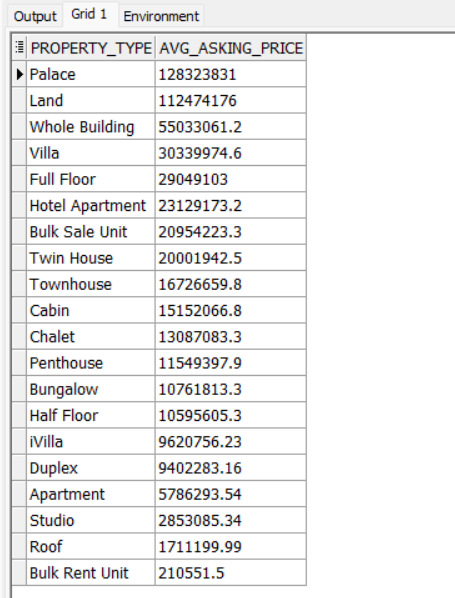 Output Grid 1 Environment
PROPERTY_TYPE AVG_ASKING_PRICE
Palace 128323831
Land 112474176
Whole Building 55033061.2
Villa 30339974.6
Full Floor 29049103
Hotel Apartment 23129173.2
Bulk Sale Unit 20954223.3
Twin House 20001942.5
Townhouse 16726659.8
Cabin 15152066.8
Chalet 13087083.3
Penthouse 11549397.9
Bungalow 10761813.3
Half Floor 10595605.3
iVilla 9620756.23
Duplex 9402283.16
Apartment 5786293.54
Studio 2853085.34
Roof 1711199.99
Bulk Rent Unit 210551.5